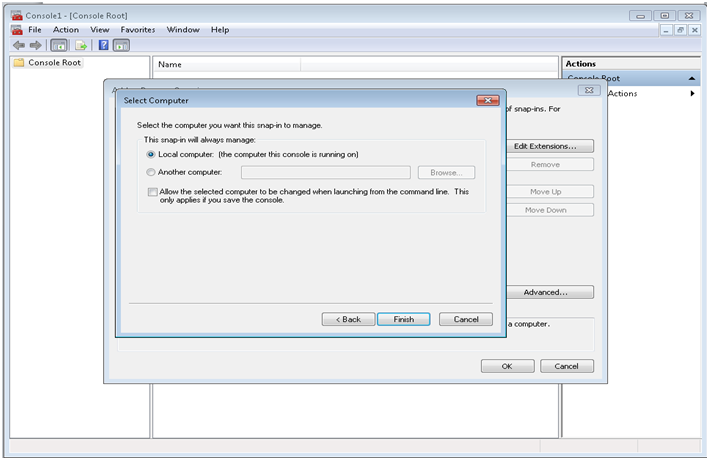 Console1 - [Console Root]
File Action View Favorites Window Help
Console Root
Name
Actions
Console Root
Actions
Select Computer
of snap-ins. For
Select the computer you want this snap-in to manage.
This snap-in will always manage:
Local computer: (the computer this console is running on)
Another computer:
Browse...
Allow the selected computer to be changed when launching from the command line. This
only applies if you save the console.
Edit Extensions...
Remove
Move Up
Move Down
Advanced...
a computer.
< Back
Finish
Cancel
OK
Cancel